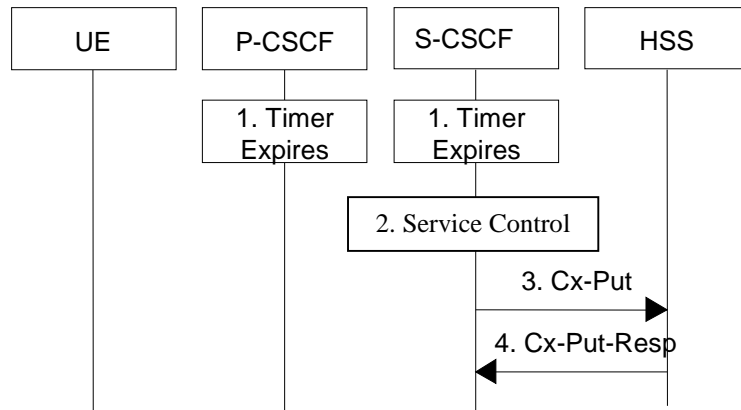 UE
P-CSCF
S-CSCF
HSS
1. Timer
Expires
1. Timer
Expires
2. Service Control
3. Cx-Put
4. Cx-Put-Resp